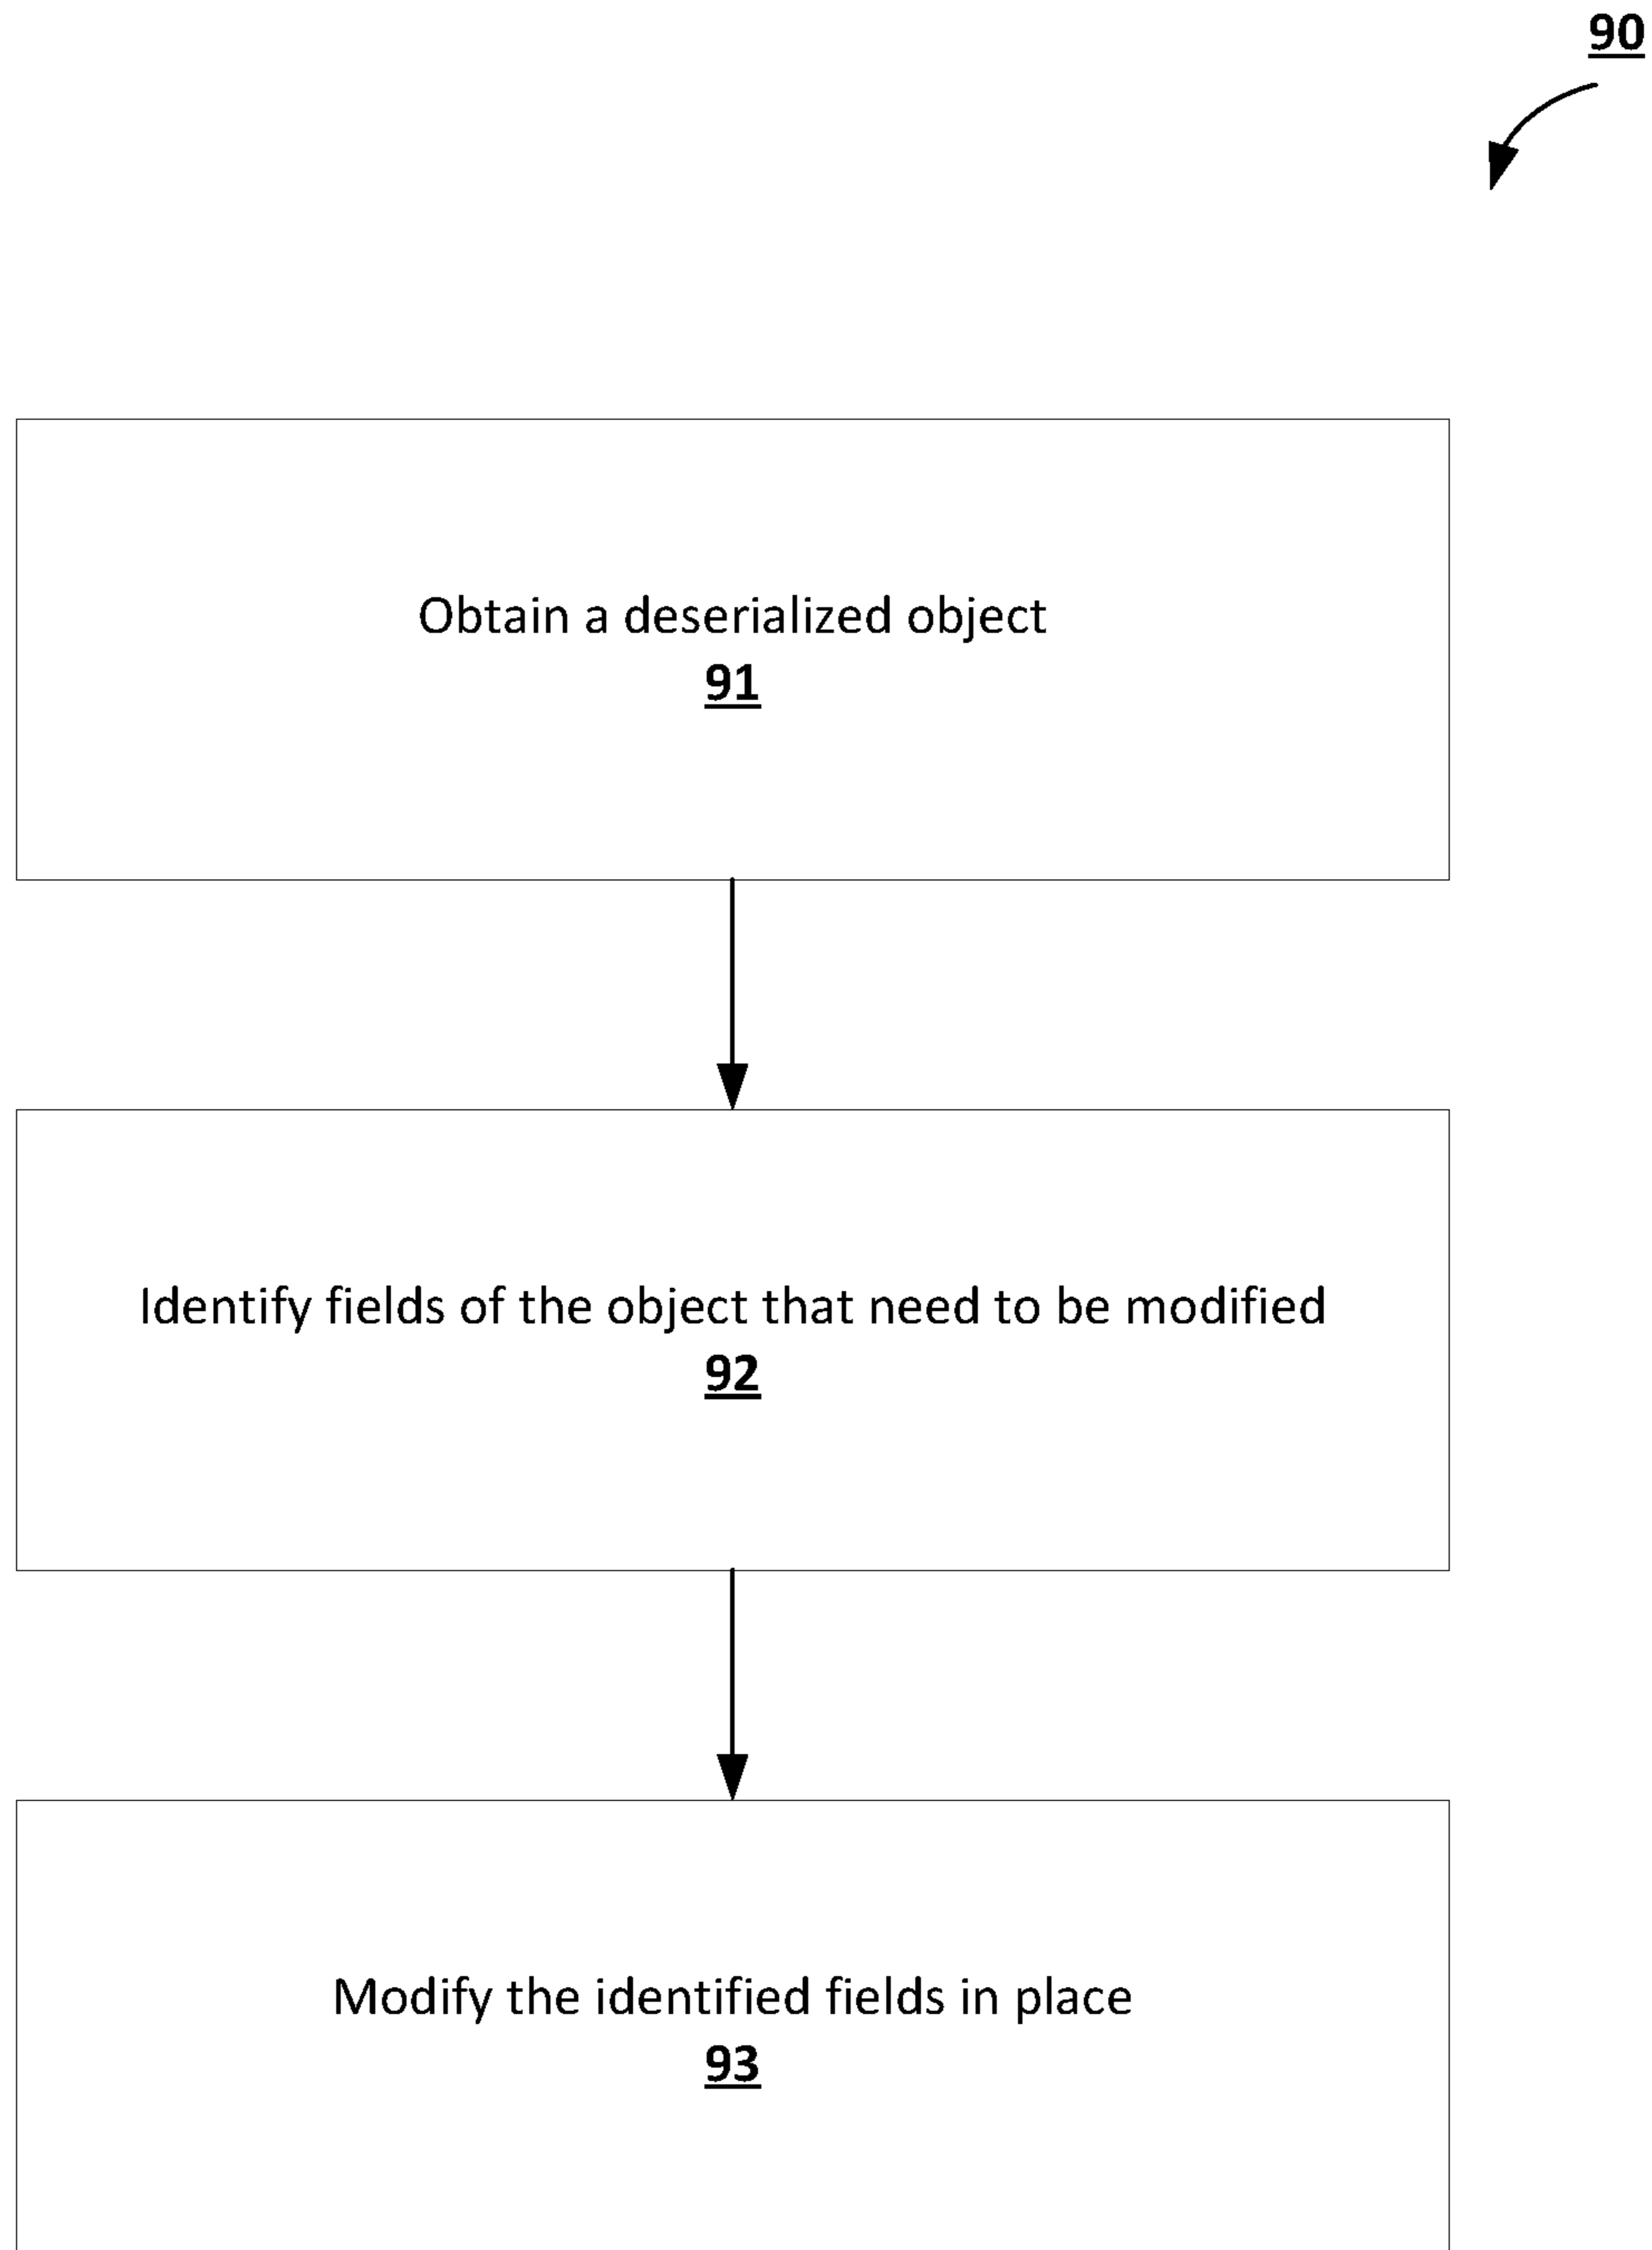 90
Obtain a deserialized object
91
Identify fields of the object that need to be modified
92
Modify the identified fields in place
93